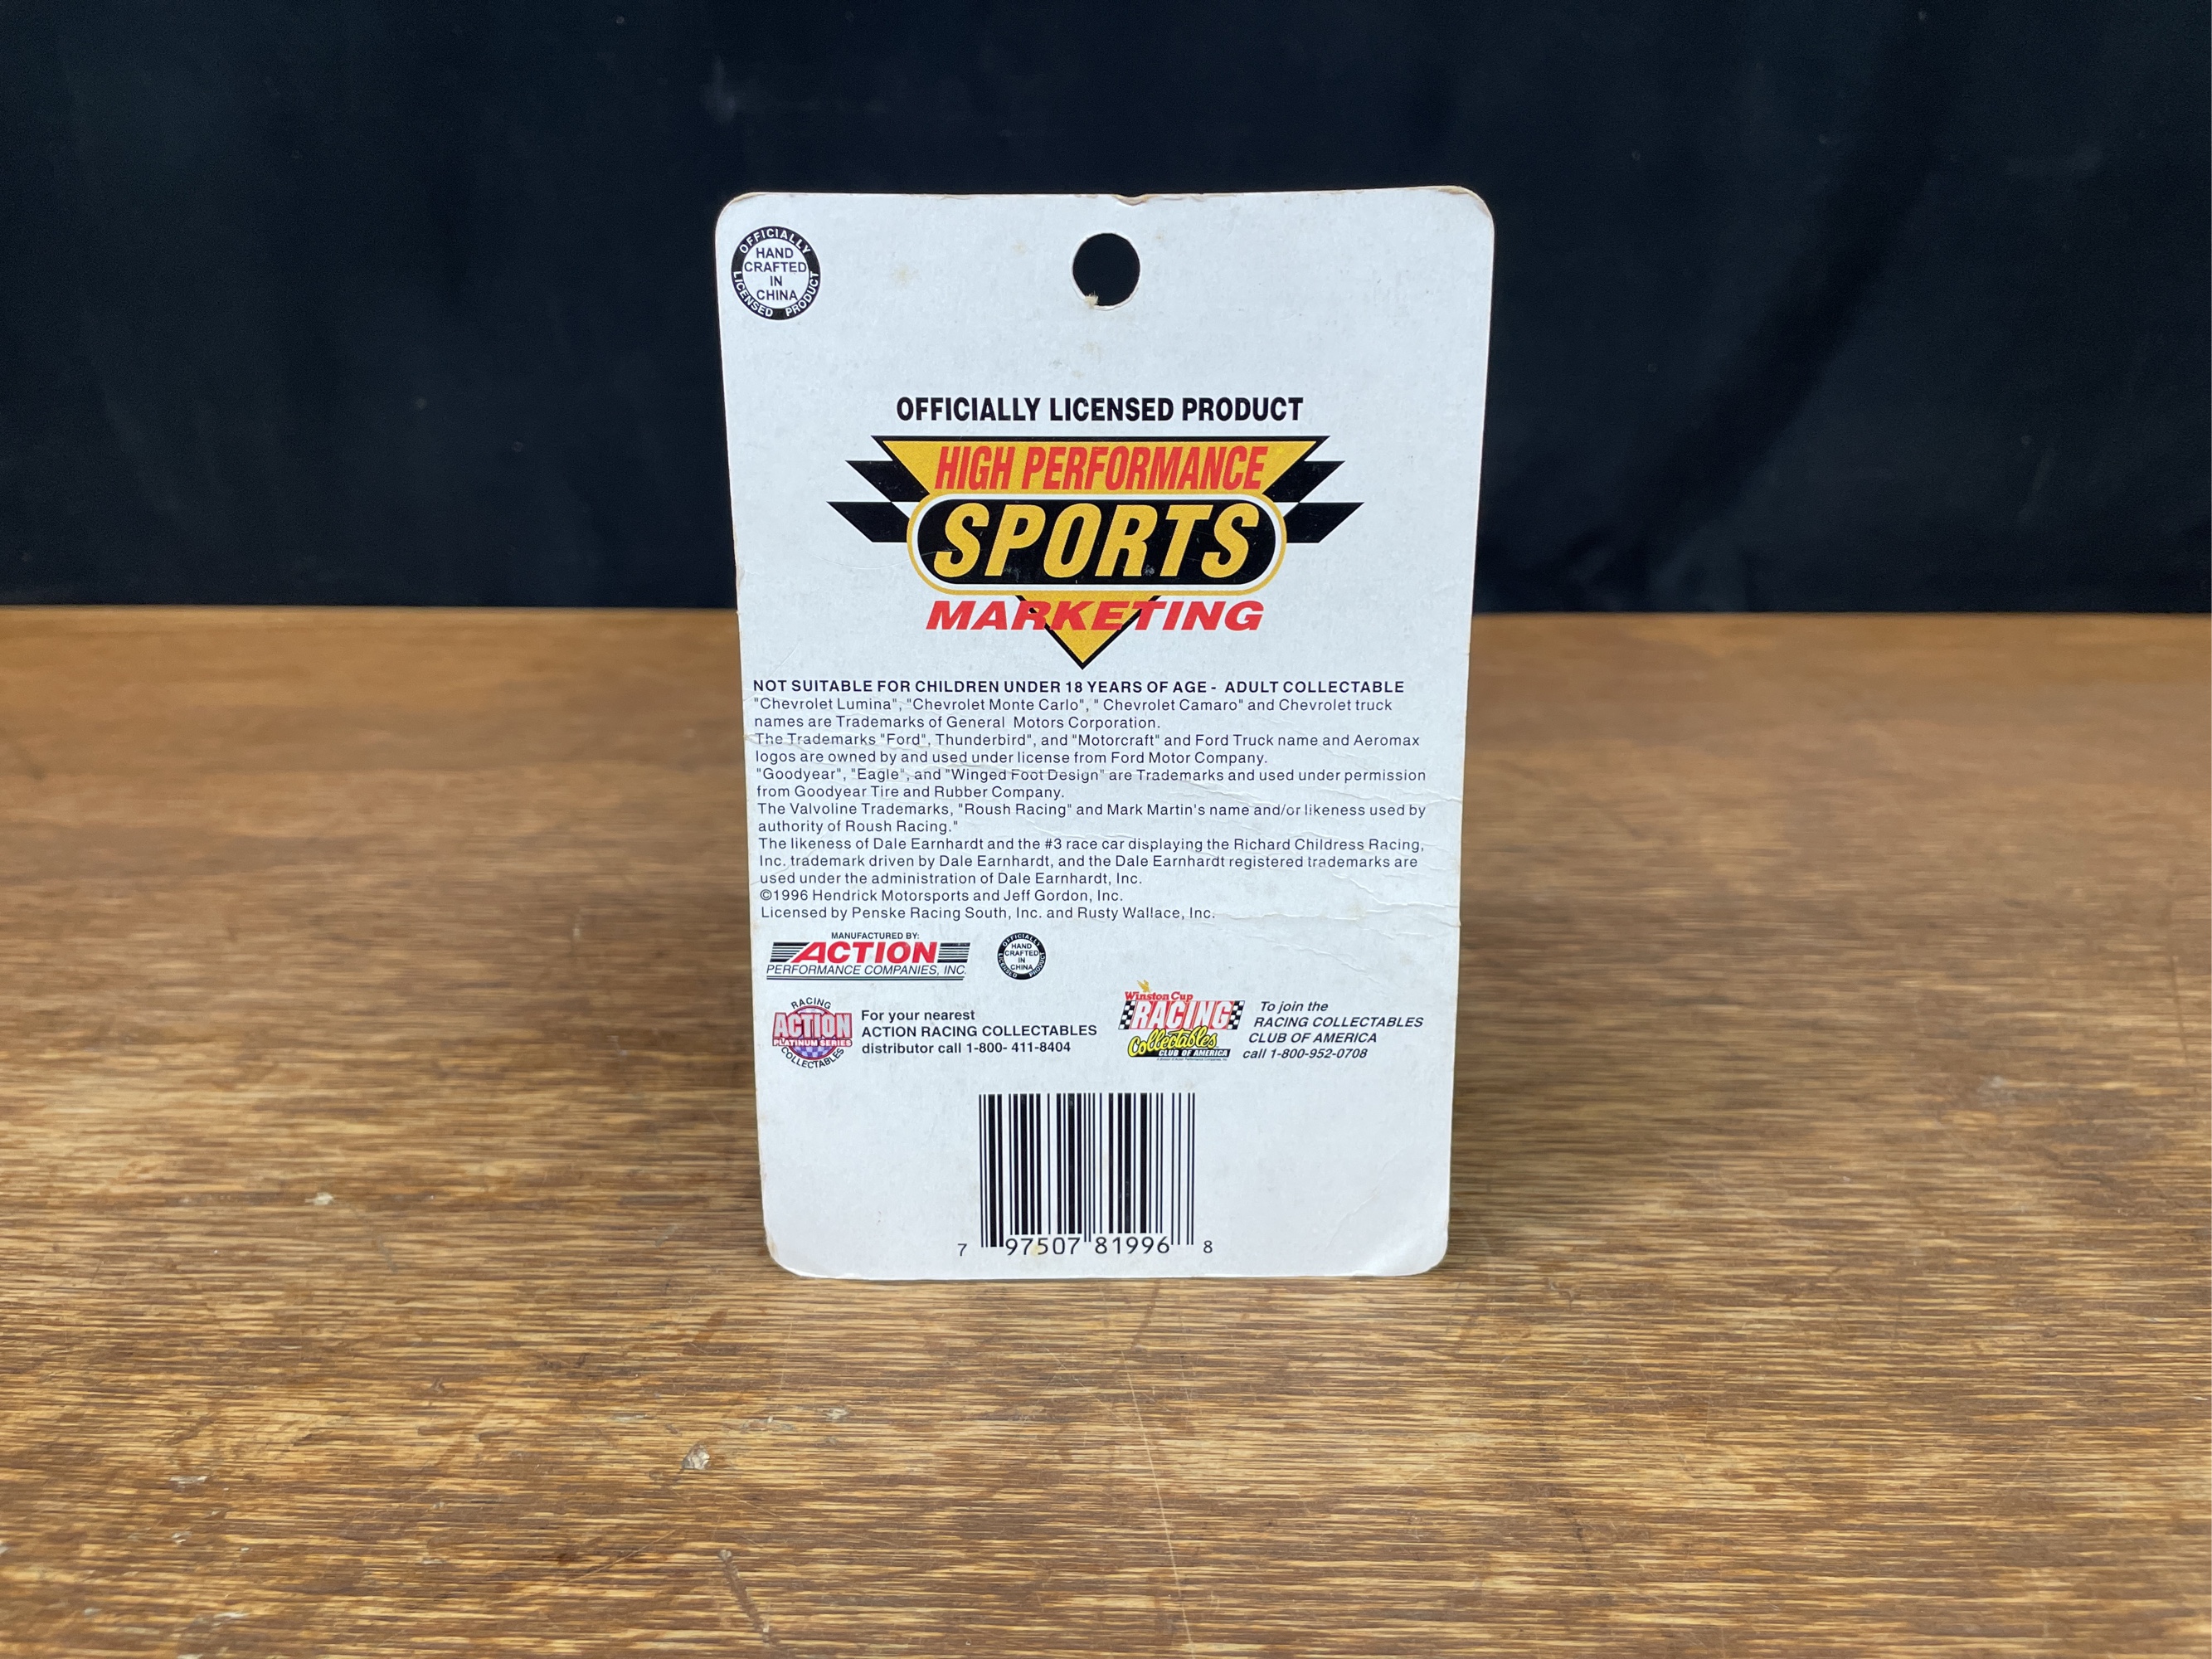 OFFICIALLY
HAND
CRAFTED
IN
CHINA
LICENSED PRODUCT
OFFICIALLY LICENSED PRODUCT
HIGH PERFORMANCE
SPORTS
MARKETING
NOT SUITABLE FOR CHILDREN UNDER 18 YEARS OF AGE - ADULT COLLECTABLE
"Chevrolet Lumina", "Chevrolet Monte Carlo", " Chevrolet Camaro" and Chevrolet truck
names are Trademarks of General Motors Corporation.
The Trademarks "Ford", Thunderbird", and "Motorcraft" and Ford Truck name and Aeromax
logos are owned by and used under license from Ford Motor Company.
"Goodyear", "Eagle", and "Winged Foot Design" are Trademarks and used under permission
from Goodyear Tire and Rubber Company.
The Valvoline Trademarks, "Roush Racing" and Mark Martin's name and/or likeness used by
authority of Roush Racing."
The likeness of Dale Earnhardt and the #3 race car displaying the Richard Childress Racing,
Inc. trademark driven by Dale Earnhardt, and the Dale Earnhardt registered trademarks are
used under the administration of Dale Earnhardt, Inc.
©1996 Hendrick Motorsports and Jeff Gordon, Inc.
Licensed by Penske Racing South, Inc. and Rusty Wallace, Inc.
MANUFACTURED BY:
ACTION
PERFORMANCE COMPANIES, INC.
OFFICIALLY
HAND
CRAFTED
IN
CHINA
LICENSED PRODUCT
RACING
ACTION
PLATINUM SERIES
COLLECTABLES
For your nearest
ACTION RACING COLLECTABLES
distributor call 1-800- 411-8404
Winston Cup
RACING
Collectables
CLUB OF AMERICA
To join the
RACING COLLECTABLES
CLUB OF AMERICA
call 1-800-952-0708
7 97507 81996 8